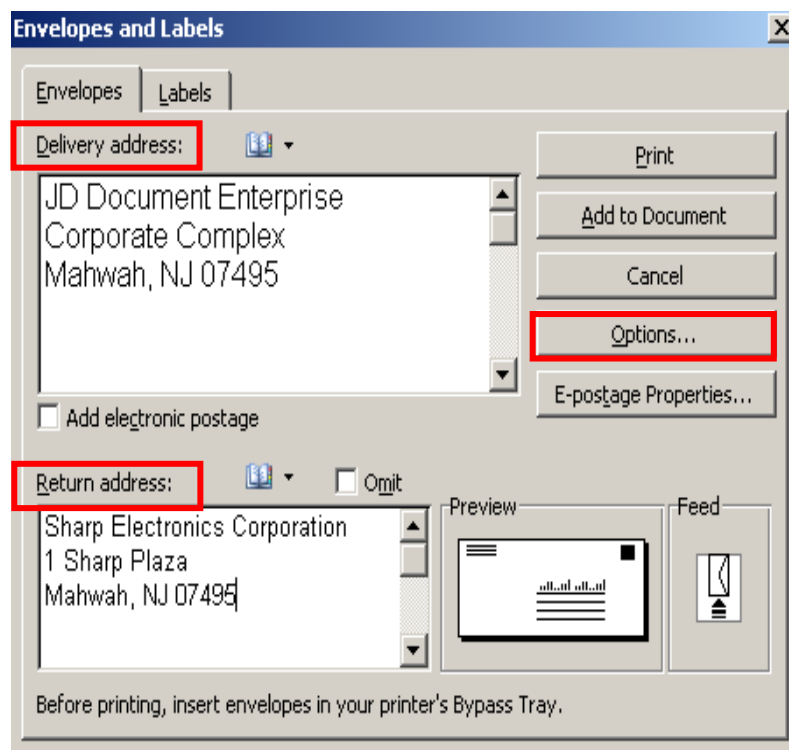 Envelopes and Labels
X
Envelopes
Labels
Delivery address:
Print
JD Document Enterprise
Corporate Complex
Mahwah, NJ 07495
Add to Document
Cancel
Options...
E-postage Properties...
Add electronic postage
Return address:
Omit
Sharp Electronics Corporation
1 Sharp Plaza
Mahwah, NJ 07495
Preview
Feed
Before printing, insert envelopes in your printer's Bypass Tray.